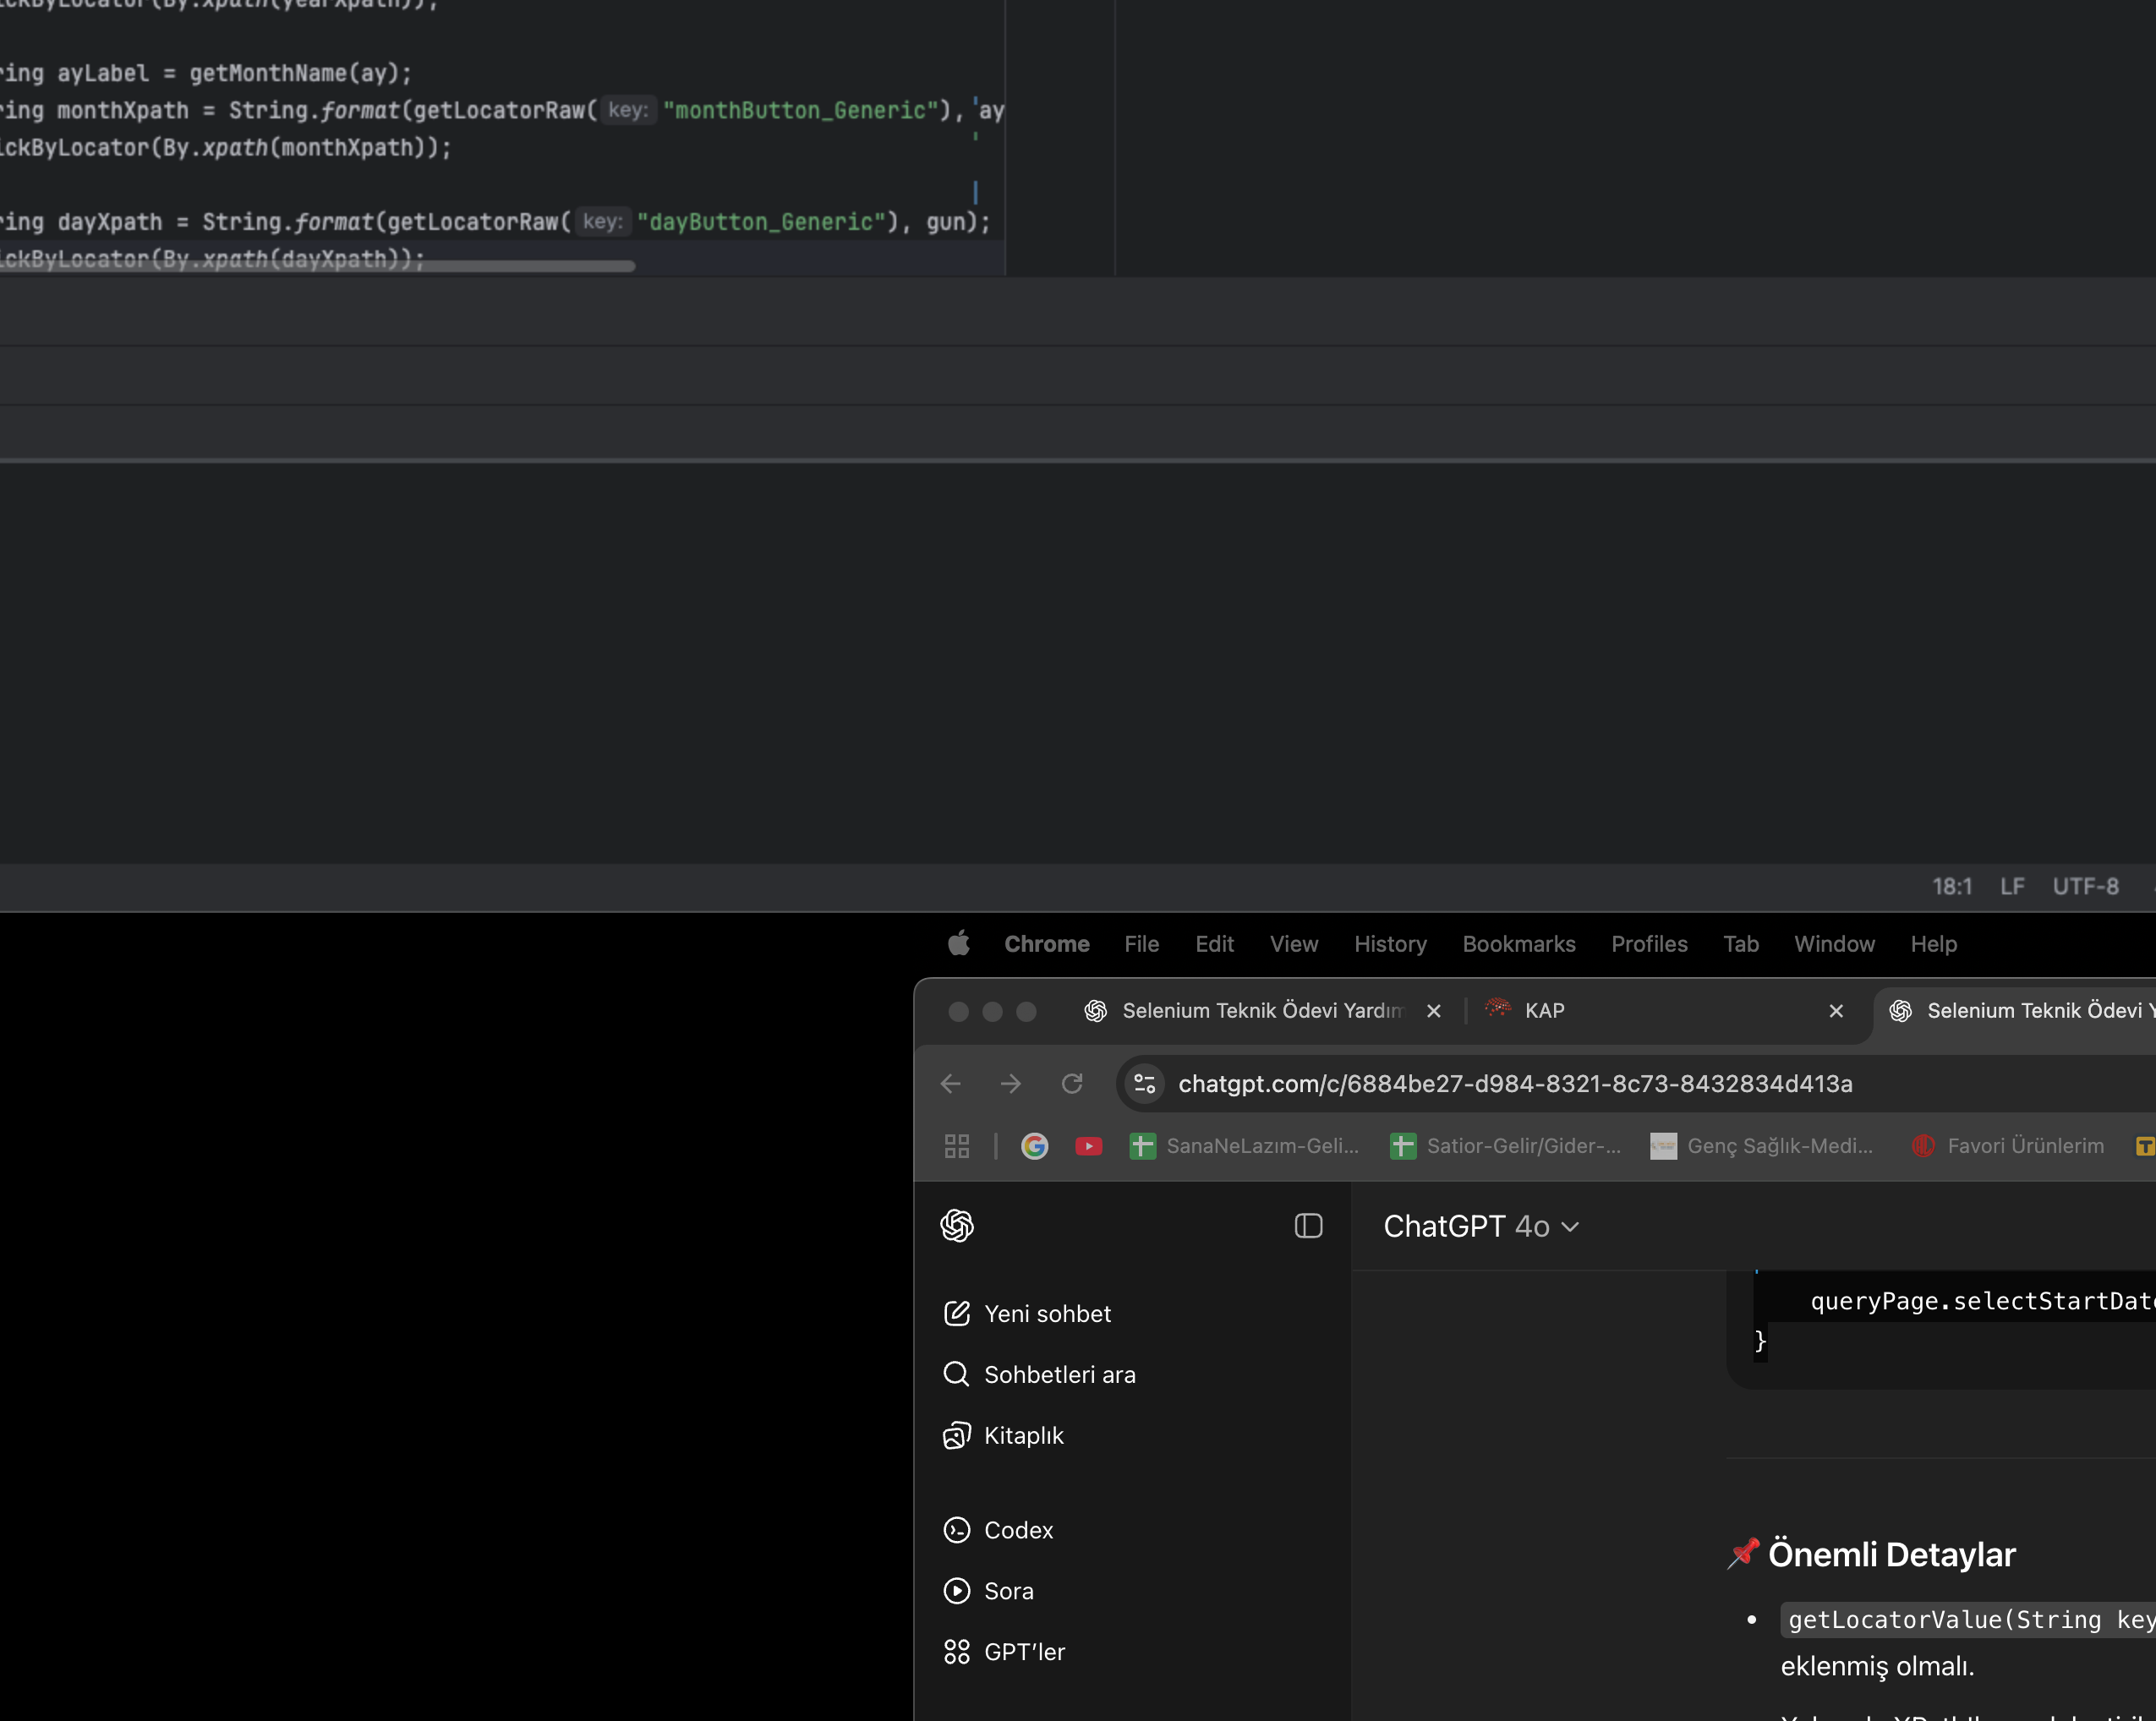 ckByLocator(By.xpath(yearXpath));
ring ayLabel = getMonthName(ay);
ring monthXpath = String.format(getLocatorRaw( key: "monthButton_Generic"), ay
ickByLocator(By.xpath(monthXpath));
ring dayXpath = String.format(getLocatorRaw( key: "dayButton_Generic"), gun);
ickByLocator(By.xpath(dayXpath));
18:1 LF UTF-8
Chrome File Edit View History Bookmarks Profiles Tab Window Help
Selenium Teknik Ödevi Yardım KAP Selenium Teknik Ödevi Y
chatgpt.com/c/6884be27-d984-8321-8c73-8432834d413a
SanaNeLazım-Geli... Satior-Gelir/Gider-... Genç Sağlık-Medi... Favori Ürünlerim
ChatGPT 4o
Yeni sohbet
Sohbetleri ara
Kitaplık
Codex
Sora
GPT'ler
queryPage.selectStartDate
}
📌 Önemli Detaylar
• getLocatorValue(String key
eklenmiş olmalı.